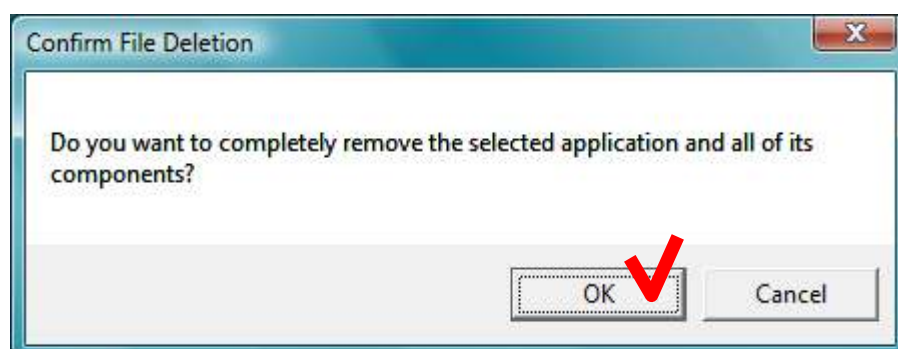 Confirm File Deletion
Do you want to completely remove the selected application and all of its
components?
OK
Cancel